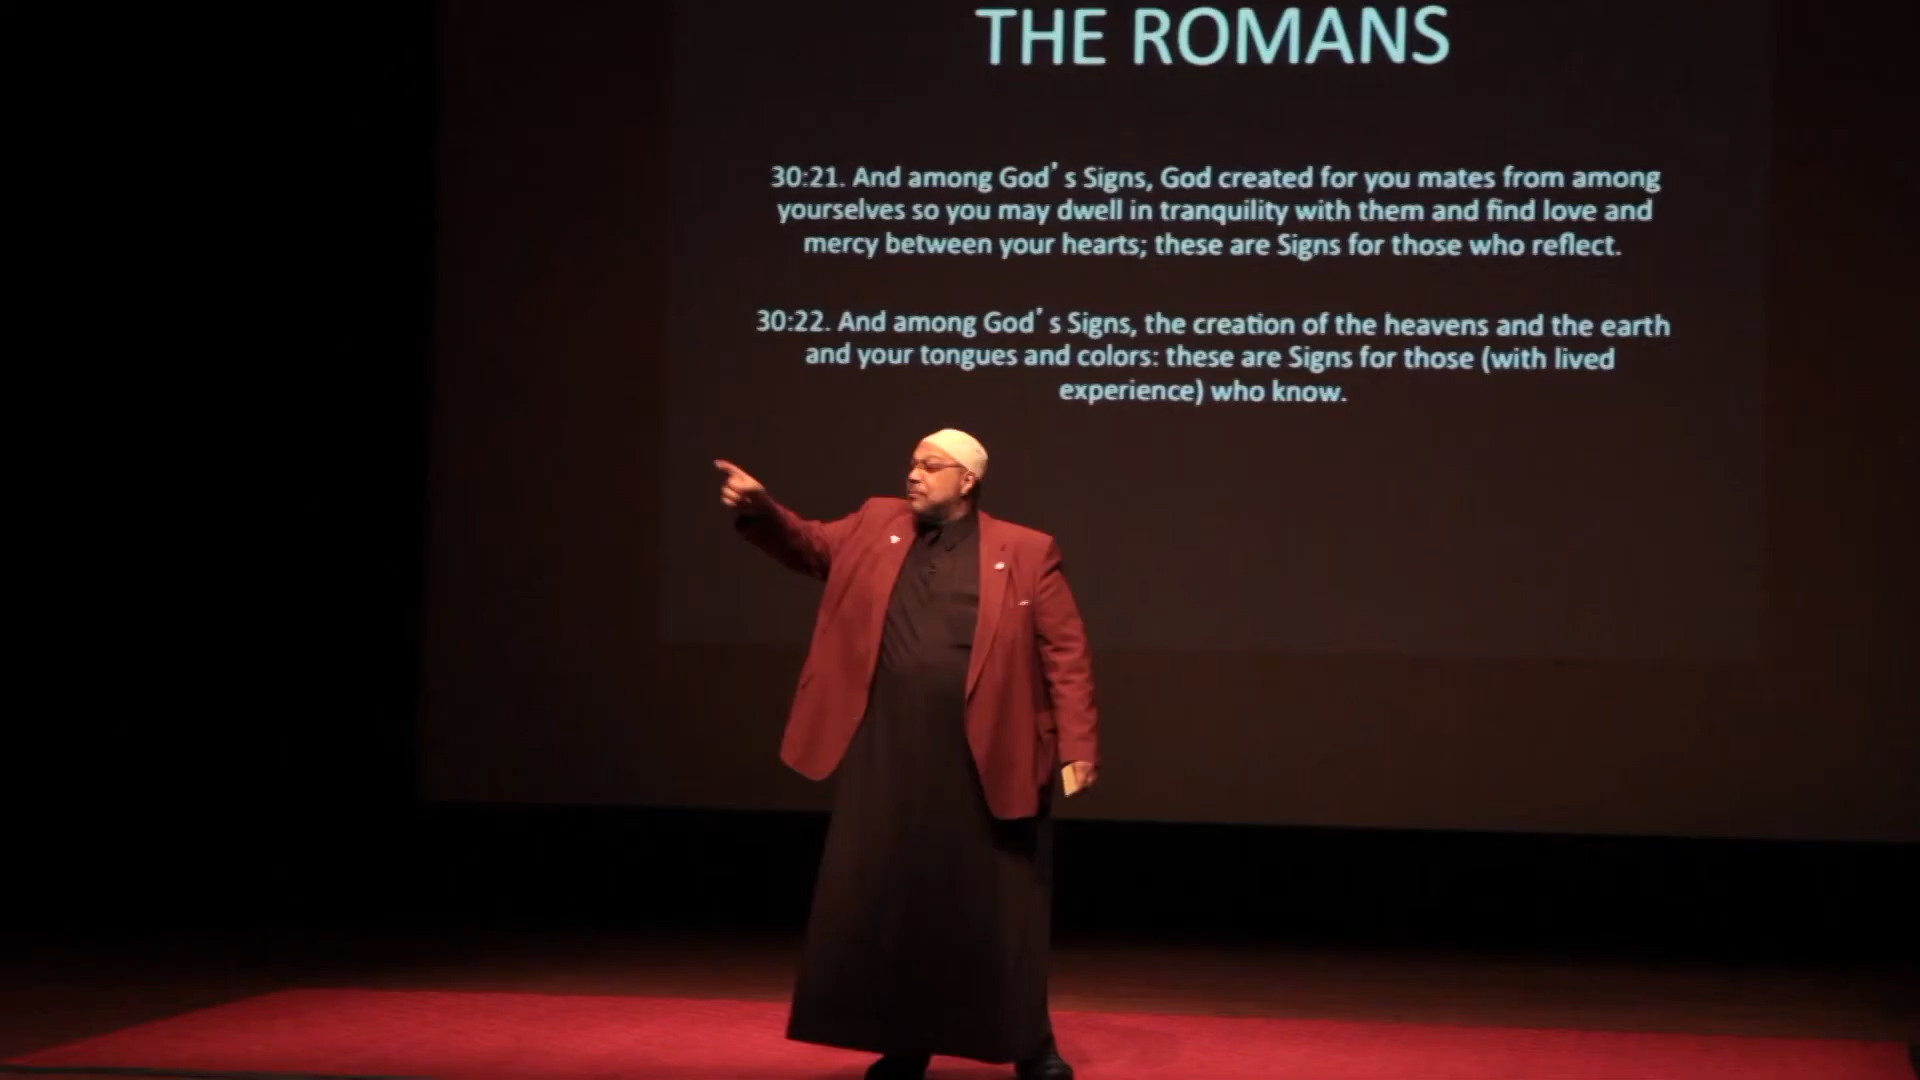 THE ROMANS
30:21. And among God's Signs, God created for you mates from among
yourselves so you may dwell in tranquility with them and find love and
mercy between your hearts; these are Signs for those who reflect.
30:22. And among God's Signs, the creation of the heavens and the earth
and your tongues and colors: these are Signs for those (with lived
experience) who know.